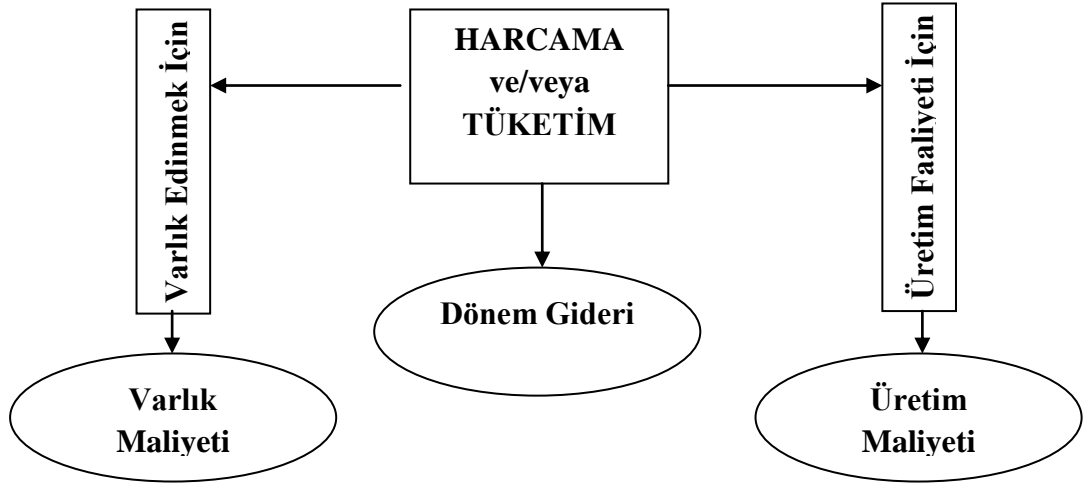 HARCAMA
ve/veya
TÜKETİM
Varlık Edinmek İçin
Üretim Faaliyeti İçin
Dönem Gideri
Varlık
Maliyeti
Üretim
Maliyeti